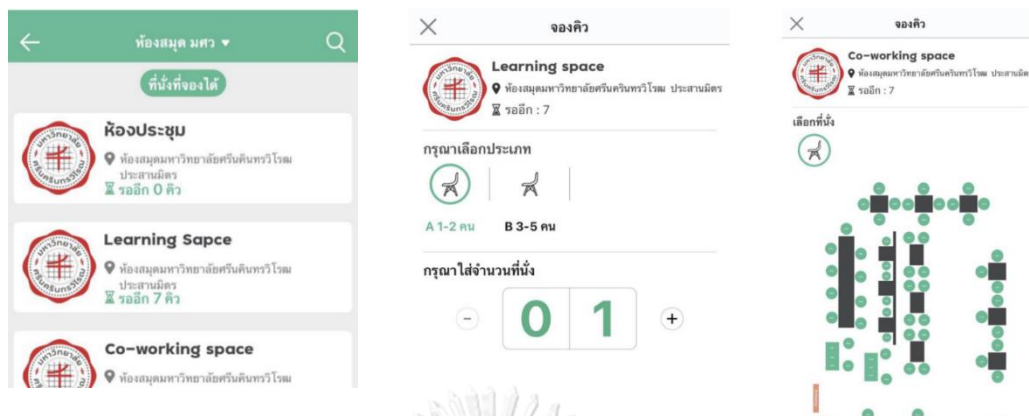 ห้องสมุด มศว ▼
ที่นั่งที่จองได้
ห้องประชุม
ห้องสมุดมหาวิทยาลัยศรีนครินทรวิโรฒ
ประสานมิตร
รออีก 0 คิว
Learning Sapce
ห้องสมุดมหาวิทยาลัยศรีนครินทรวิโรฒ
ประสานมิตร
รออีก 7 คิว
Co-working space
ห้องสมุดมหาวิทยาลัยศรีนครินทรวิโรฒ
จองคิว
Learning space
ห้องสมุดมหาวิทยาลัยศรีนครินทรวิโรฒ ประสานมิตร
รออีก : 7
กรุณาเลือกประเภท
A 1-2 คน B 3-5 คน
กรุณาใส่จำนวนที่นั่ง
- 0 1 +
จองคิว
Co-working space
ห้องสมุดมหาวิทยาลัยศรีนครินทรวิโรฒ ประสานมิต
รออีก : 7
เลือกที่นั่ง